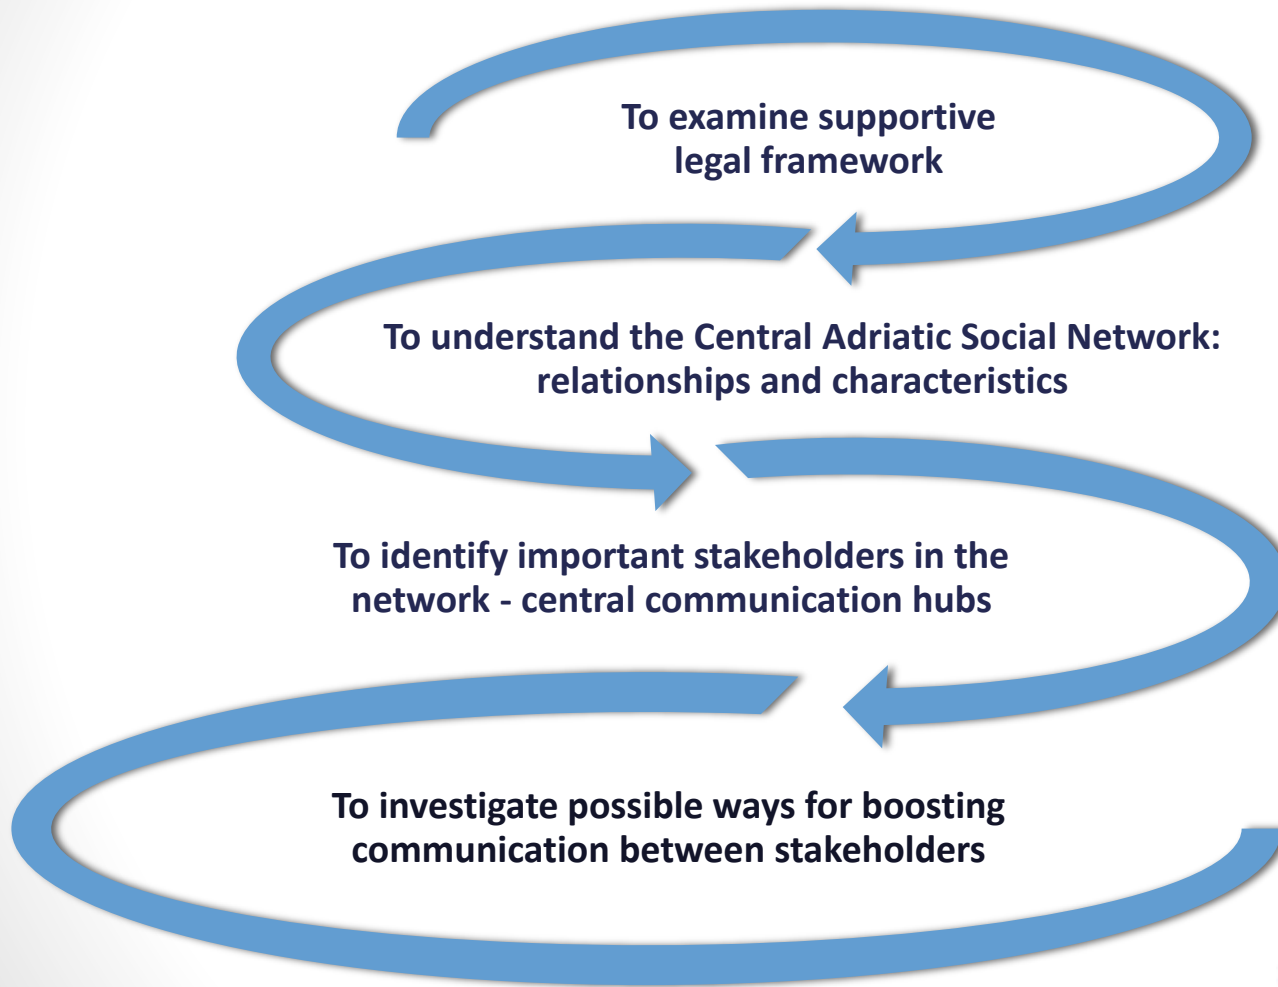 To examine supportive
legal framework
To understand the Central Adriatic Social Network:
relationships and characteristics
To identify important stakeholders in the
network - central communication hubs
To investigate possible ways for boosting
communication between stakeholders